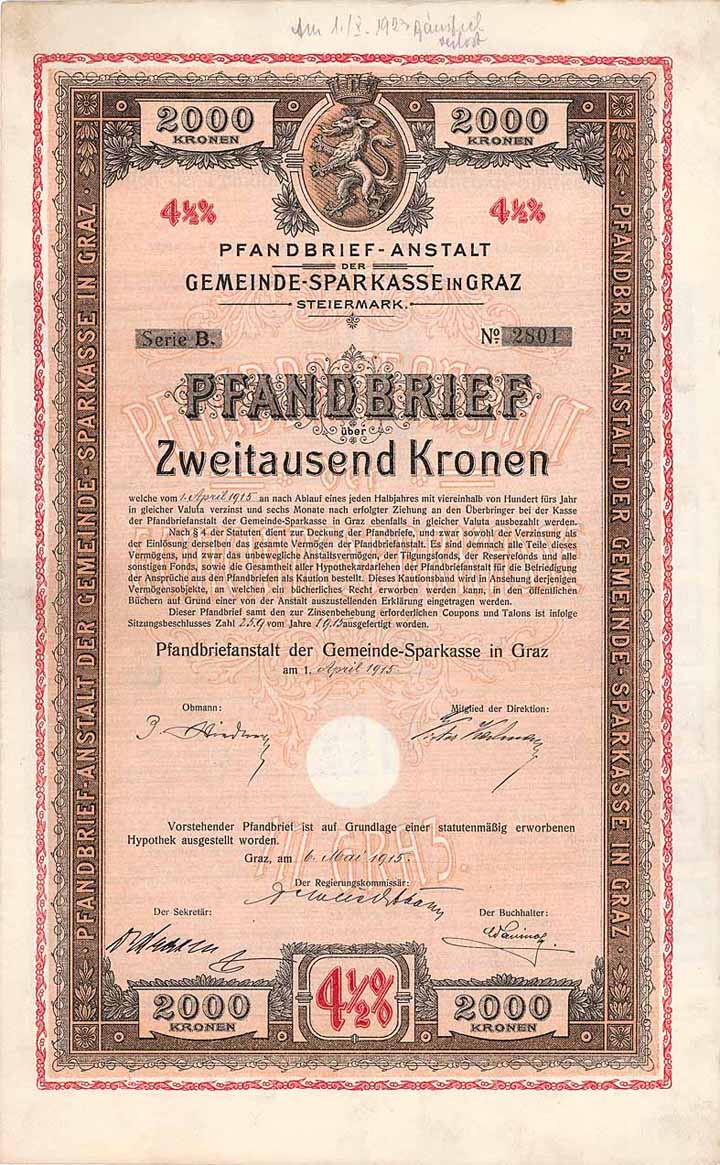 Am 1./X. 1923
2000 KRONEN
2000 KRONEN
4½%
4½%
PFANDBRIEF-ANSTALT
DER
GEMEINDE-SPARKASSE IN GRAZ
STEIERMARK.
Serie B.
No. 2801
PFANDBRIEF
über
Zweitausend Kronen
welche vom 1. April 1915 an nach Ablauf eines jeden Halbjahres mit viereinhalb von Hundert fürs Jahr
in gleicher Valuta verzinst und sechs Monate nach erfolgter Ziehung an den Überbringer bei der Kasse
der Pfandbriefanstalt der Gemeinde-Sparkasse in Graz ebenfalls in gleicher Valuta ausbezahlt werden.
Nach § 4 der Statuten dient zur Deckung der Pfandbriefe, und zwar sowohl der Verzinsung als
der Einlösung derselben das gesamte Vermögen der Pfandbriefanstalt. Es sind demnach alle Teile dieses
Vermögens, und zwar das unbewegliche Anstaltsvermögen, der Tilgungsfonds, der Reservefonds und alle
sonstigen Fonds, sowie die Gesamtheit aller Hypothekardarlehen der Pfandbriefanstalt für die Befriedigung
der Ansprüche aus den Pfandbriefen als Kaution bestellt. Dieses Kautionsband wird in Ansehung derjenigen
Vermögensobjekte, an welchen ein bücherliches Recht erworben werden kann, in den öffentlichen
Büchern auf Grund einer von der Anstalt auszustellenden Erklärung eingetragen werden.
Dieser Pfandbrief samt den zur Zinsenbehebung erforderlichen Coupons und Talons ist infolge
Sitzungsbeschlusses Zahl 259 vom Jahre 1915 ausgefertigt worden.
Pfandbriefanstalt der Gemeinde-Sparkasse in Graz
am 1. April 1915.
Obmann:
Mitglied der Direktion:
Vorstehender Pfandbrief ist auf Grundlage einer statutenmäßig erworbenen
Hypothek ausgestellt worden.
Graz, am 6. Mai 1915.
Der Regierungskommissär:
Der Sekretär:
Der Buchhalter:
2000 KRONEN
4½%
2000 KRONEN
PFANDBRIEF-ANSTALT DER GEMEINDE-SPARKASSE IN GRAZ
PFANDBRIEF-ANSTALT DER GEMEINDE-SPARKASSE IN GRAZ
PFANDBRIEF-ANSTALT
DER
IN GRAZ.